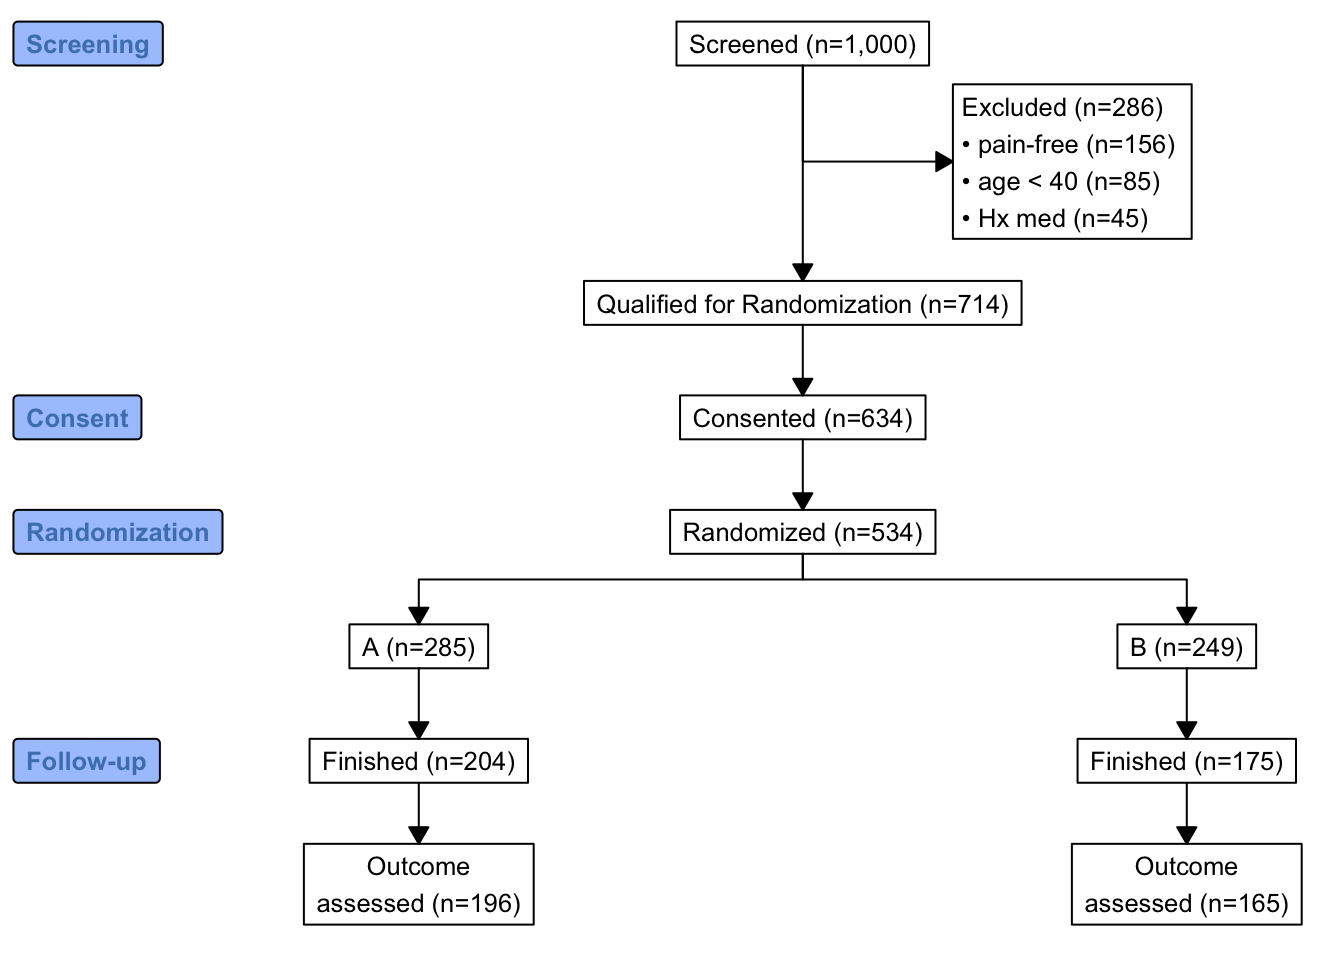 Screening
Screened (n=1,000)
Excluded (n=286)
• pain-free (n=156)
• age < 40 (n=85)
• Hx med (n=45)
Qualified for Randomization (n=714)
Consent
Consented (n=634)
Randomization
Randomized (n=534)
A (n=285)
B (n=249)
Follow-up
Finished (n=204)
Finished (n=175)
Outcome
assessed (n=196)
Outcome
assessed (n=165)